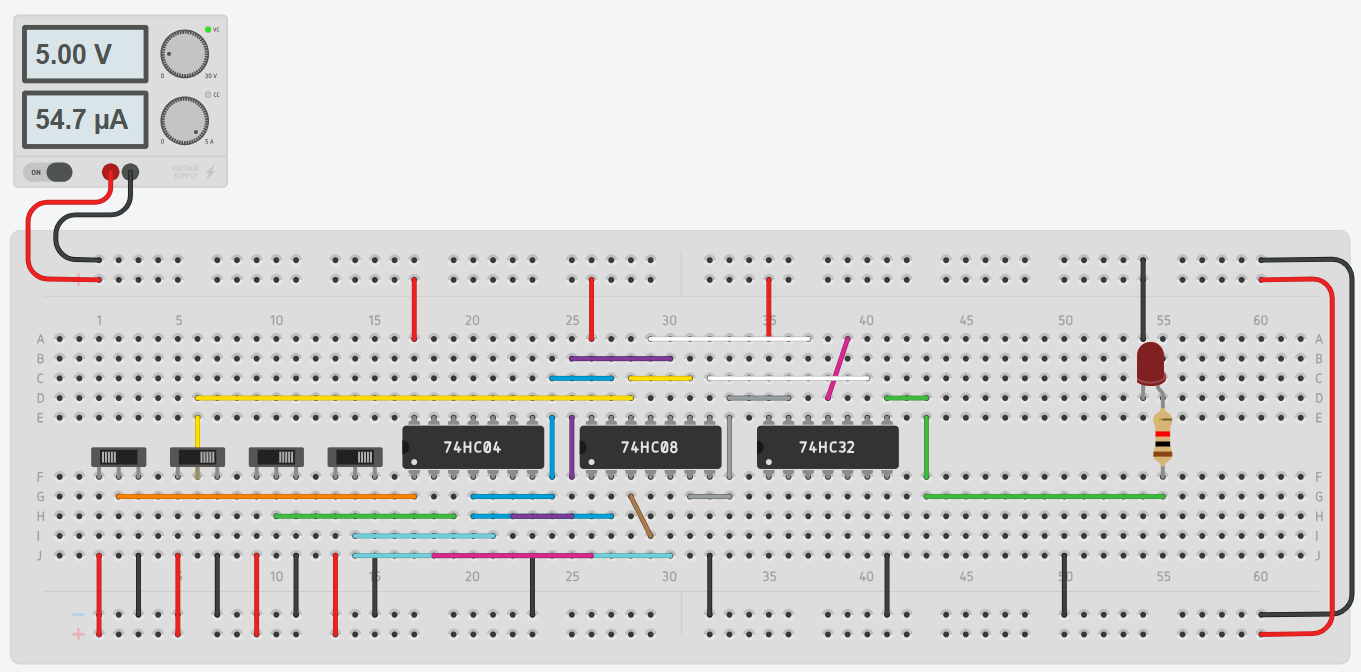 5.00 V
VC
0
30 V
54.7 µA
CC
0
5 A
ON
VOLTAGE
SUPPLY
1 5 10 15 20 25 30 35 40 45 50 55 60
A A
B B
C C
D D
E E
74HC04 74HC08 74HC32
F F
G G
H H
I I
J J
5 10 15 20 25 30 35 40 45 50 55 60
−
+